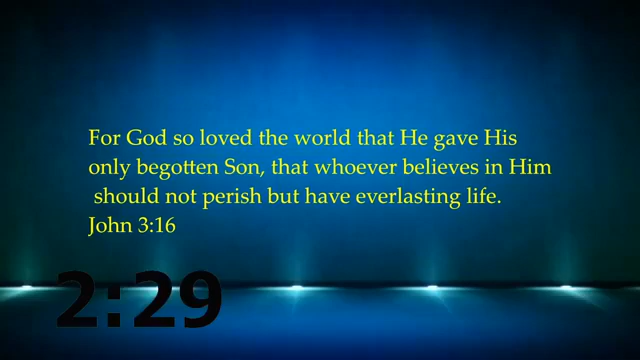 For God so loved the world that He gave His
only begotten Son, that whoever believes in Him
should not perish but have everlasting life.
John 3:16
2:29